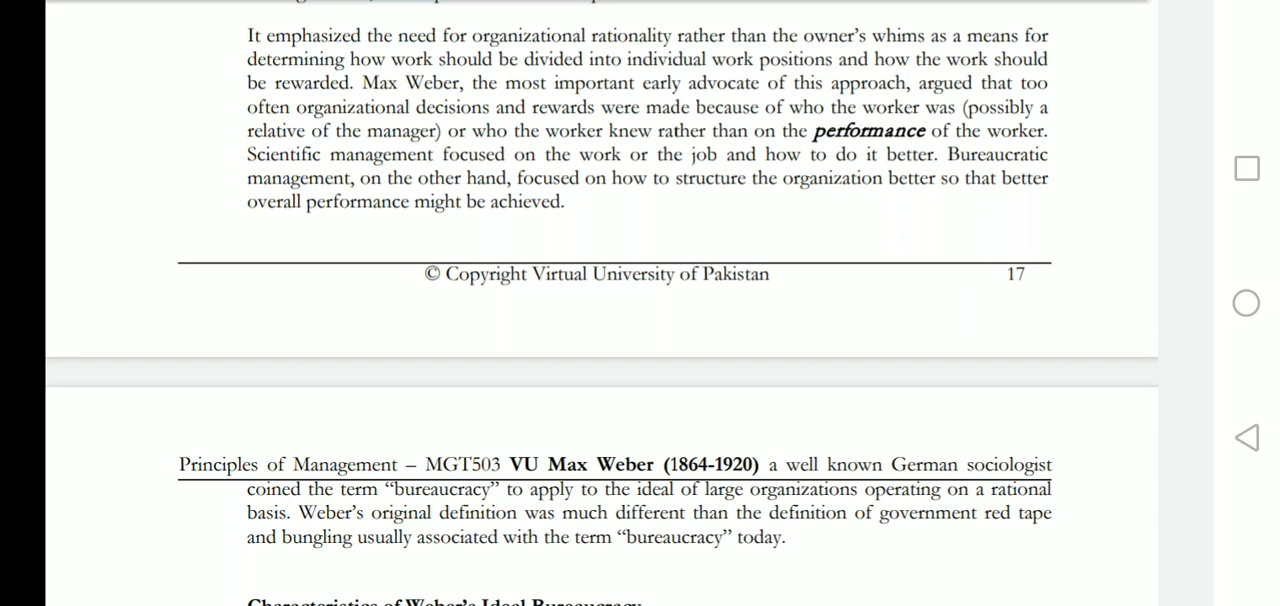 It emphasized the need for organizational rationality rather than the owner's whims as a means for
determining how work should be divided into individual work positions and how the work should
be rewarded. Max Weber, the most important early advocate of this approach, argued that too
often organizational decisions and rewards were made because of who the worker was (possibly a
relative of the manager) or who the worker knew rather than on the performance of the worker.
Scientific management focused on the work or the job and how to do it better. Bureaucratic
management, on the other hand, focused on how to structure the organization better so that better
overall performance might be achieved.
© Copyright Virtual University of Pakistan 17
Principles of Management – MGT503 VU Max Weber (1864-1920) a well known German sociologist
coined the term “bureaucracy” to apply to the ideal of large organizations operating on a rational
basis. Weber's original definition was much different than the definition of government red tape
and bungling usually associated with the term “bureaucracy” today.
Characteristics of Weber's Ideal Bureaucracy